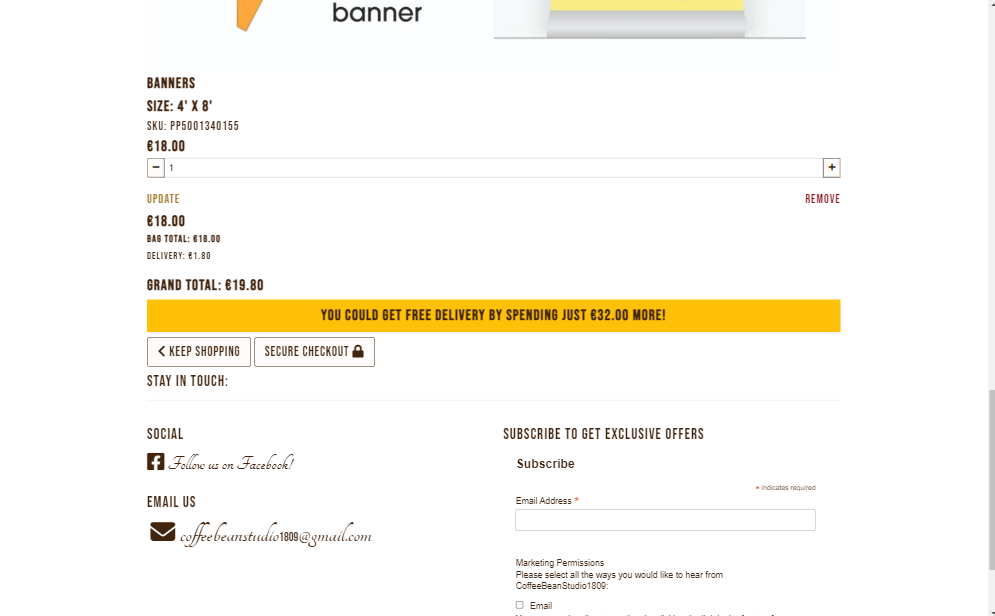 banner
BANNERS
SIZE: 4' X 8'
SKU: PP5001340155
€18.00
− 1 +
UPDATE REMOVE
€18.00
BAG TOTAL: €18.00
DELIVERY: €1.80
GRAND TOTAL: €19.80
YOU COULD GET FREE DELIVERY BY SPENDING JUST €32.00 MORE!
KEEP SHOPPING SECURE CHECKOUT
STAY IN TOUCH:
SOCIAL
Follow us on Facebook!
EMAIL US
coffeebeanstudio1809@gmail.com
SUBSCRIBE TO GET EXCLUSIVE OFFERS
Subscribe
* indicates required
Email Address *
Marketing Permissions
Please select all the ways you would like to hear from
CoffeeBeanStudio1809:
Email